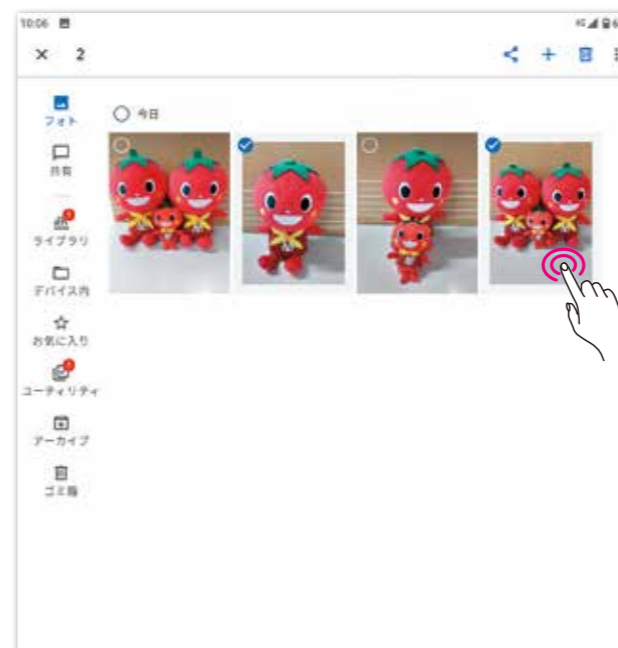 10:06
2
フォト
今日
共有
ライブラリ
デバイス内
お気に入り
ユーティリティ
アーカイブ
ゴミ箱